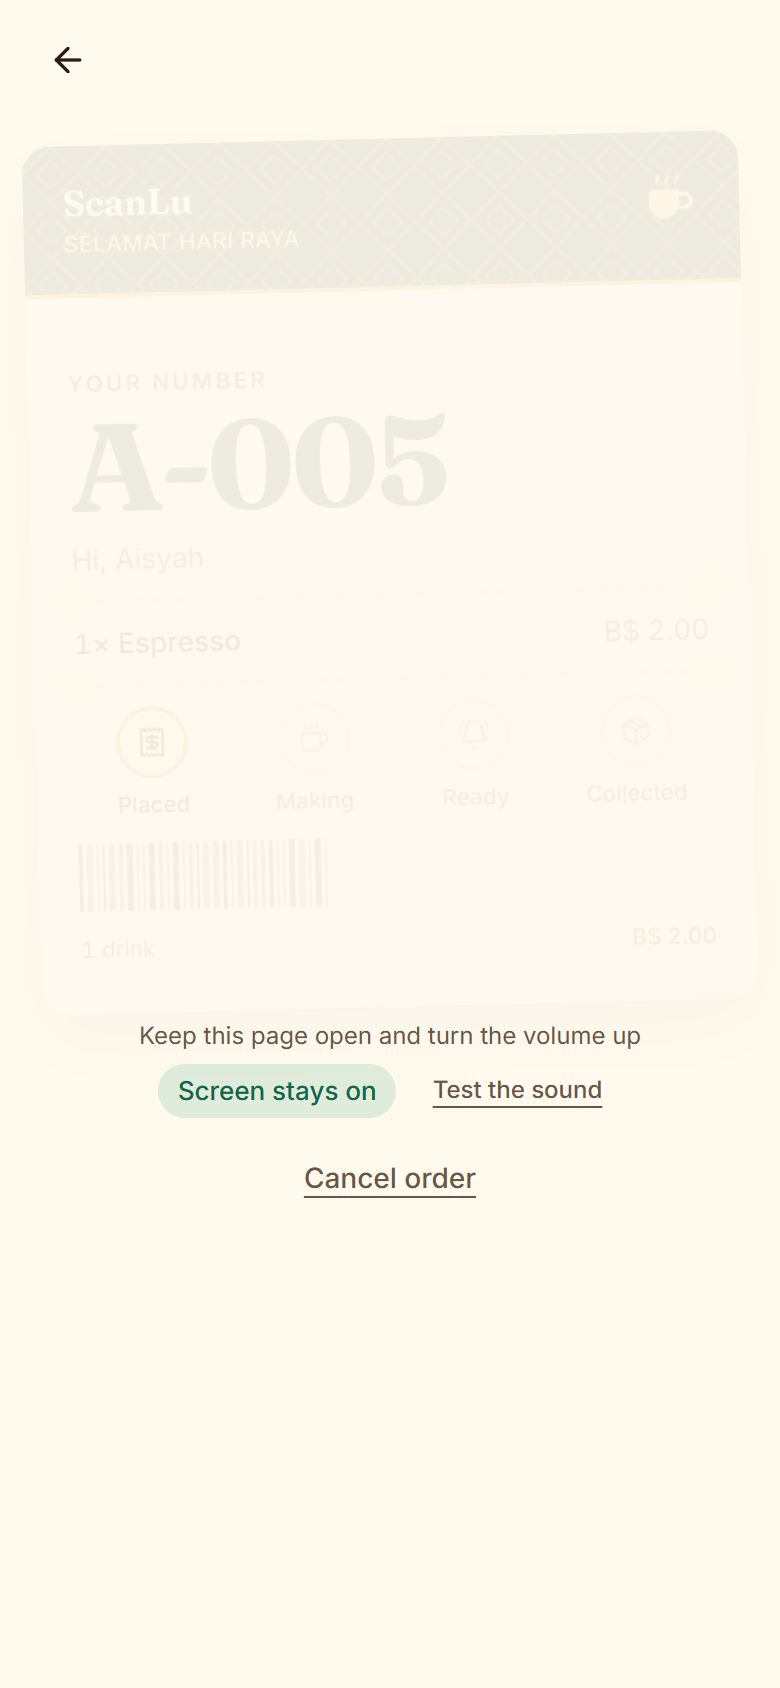 ScanLu
SELAMAT HARI RAYA
YOUR NUMBER
A-005
Hi, Aisyah
1× Espresso B$ 2.00
Placed Making Ready Collected
1 drink B$ 2.00
Keep this page open and turn the volume up
Screen stays on Test the sound
Cancel order